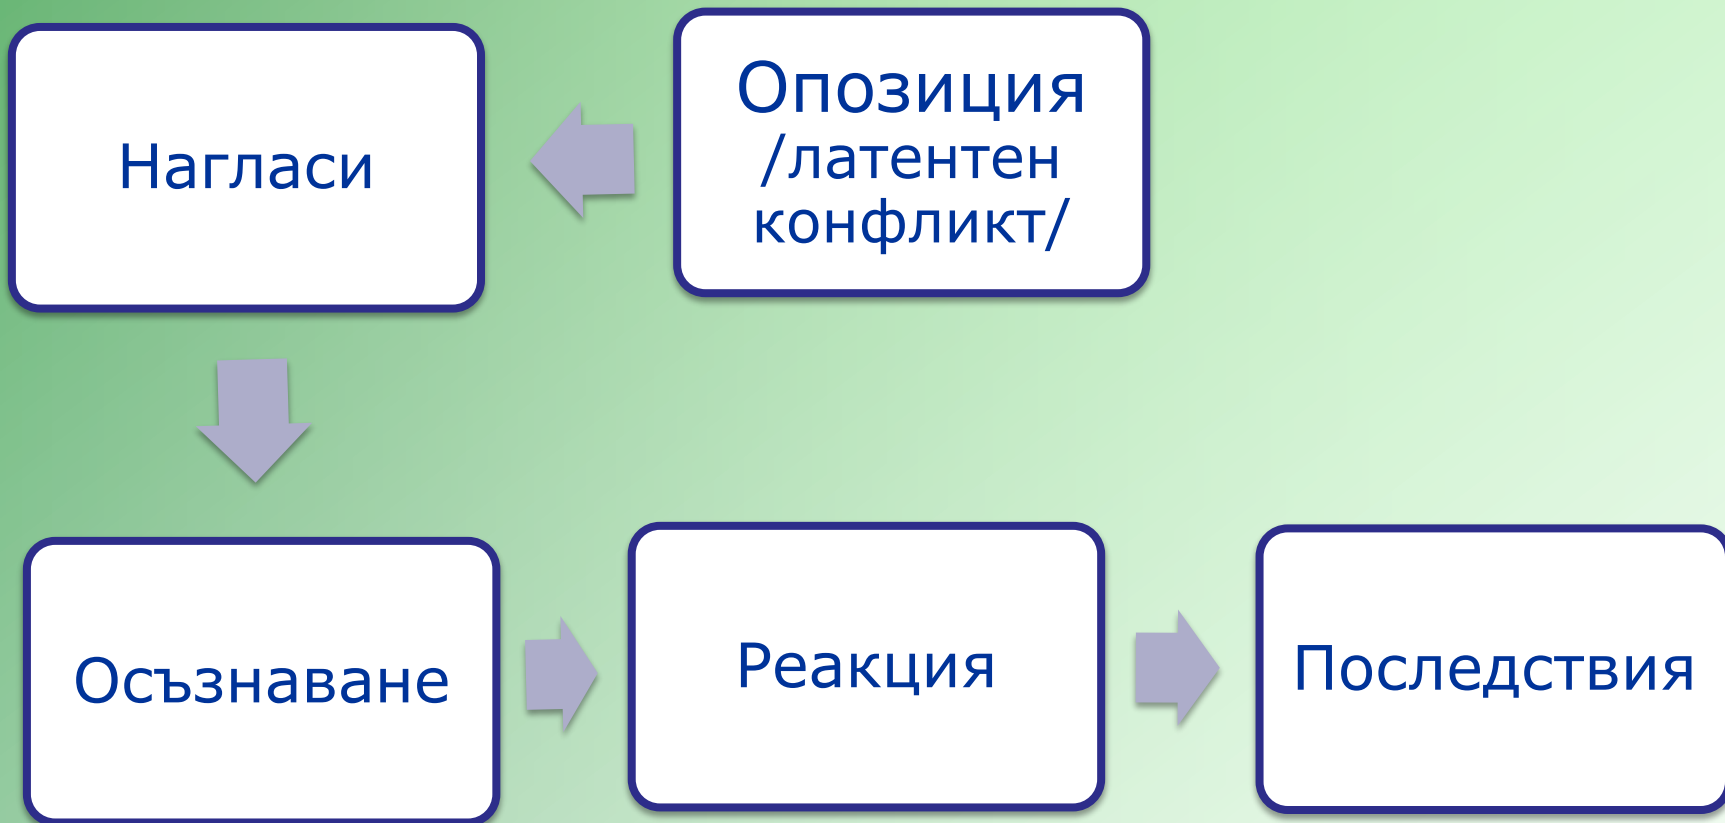 Нагласи
Опозиция
/латентен
конфликт/
Осъзнаване
Реакция
Последствия